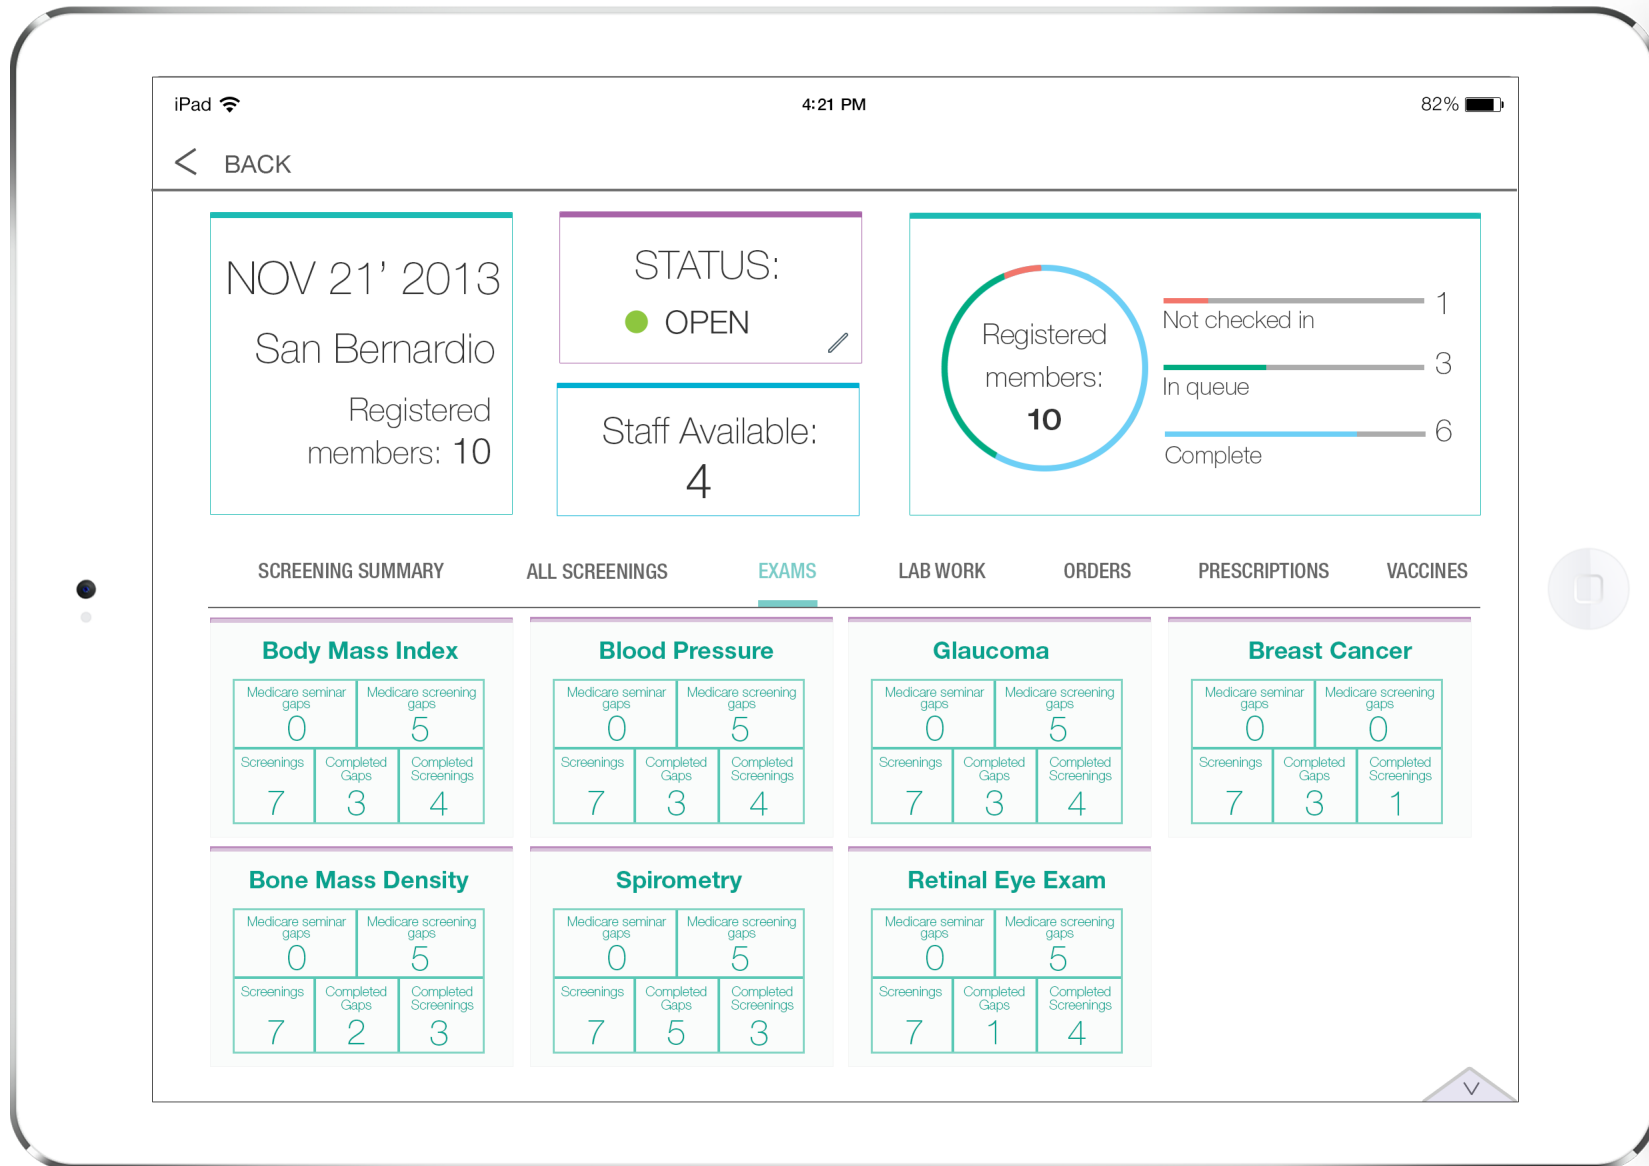 iPad 4:21 PM 82%
< BACK
NOV 21’ 2013
San Bernardio
Registered
members: 10
STATUS:
OPEN
Staff Available:
4
Registered
members:
10
1
Not checked in
3
In queue
6
Complete
SCREENING SUMMARY ALL SCREENINGS EXAMS LAB WORK ORDERS PRESCRIPTIONS VACCINES
Body Mass Index
Medicare seminar gaps
0
Medicare screening gaps
5
Screenings
7
Completed Gaps
3
Completed Screenings
4
Blood Pressure
Medicare seminar gaps
0
Medicare screening gaps
5
Screenings
7
Completed Gaps
3
Completed Screenings
4
Glaucoma
Medicare seminar gaps
0
Medicare screening gaps
5
Screenings
7
Completed Gaps
3
Completed Screenings
4
Breast Cancer
Medicare seminar gaps
0
Medicare screening gaps
0
Screenings
7
Completed Gaps
3
Completed Screenings
1
Bone Mass Density
Medicare seminar gaps
0
Medicare screening gaps
5
Screenings
7
Completed Gaps
2
Completed Screenings
3
Spirometry
Medicare seminar gaps
0
Medicare screening gaps
5
Screenings
7
Completed Gaps
5
Completed Screenings
3
Retinal Eye Exam
Medicare seminar gaps
0
Medicare screening gaps
5
Screenings
7
Completed Gaps
1
Completed Screenings
4